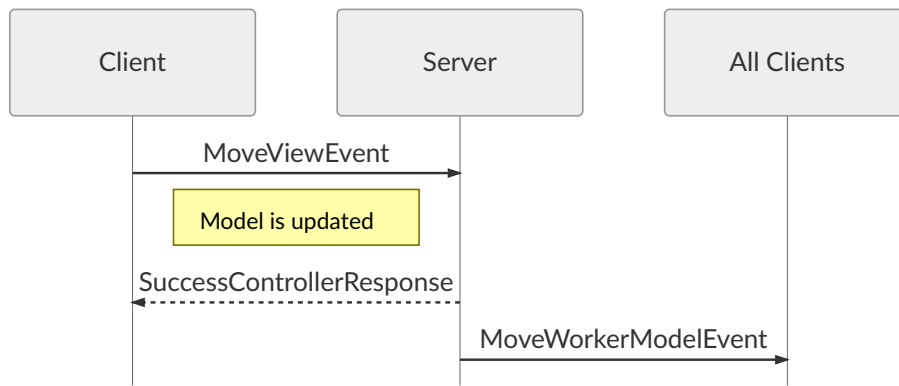 Client
Server
All Clients
MoveViewEvent
Model is updated
SuccessControllerResponse
MoveWorkerModelEvent